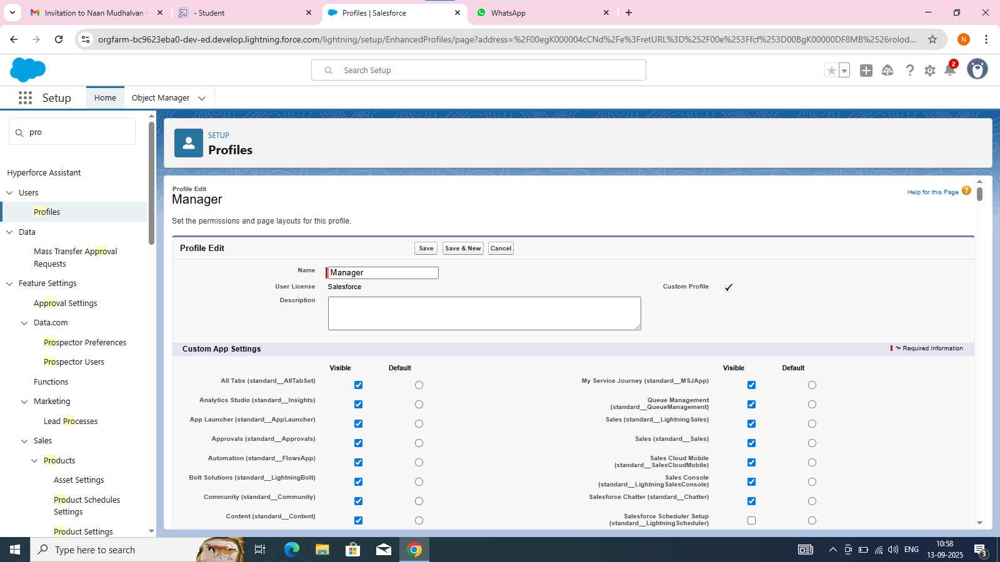 Invitation to Naan Mudhalvan -
- Student
Profiles | Salesforce
WhatsApp
orgfarm-bc9623eba0-dev-ed.develop.lightning.force.com/lightning/setup/EnhancedProfiles/page?address=%2F00egK000004cCNd%2Fe%3FretURL%3D%252F00e%253Ffcf%253D00BgK00000DF8MB%2526rolod...
N
Search Setup
2
Setup
Home
Object Manager
pro
Hyperforce Assistant
Users
Profiles
Data
Mass Transfer Approval
Requests
Feature Settings
Approval Settings
Data.com
Prospector Preferences
Prospector Users
Functions
Marketing
Lead Processes
Sales
Products
Asset Settings
Product Schedules
Settings
Product Settings
SETUP
Profiles
Profile Edit
Manager
Help for this Page ?
Set the permissions and page layouts for this profile.
Profile Edit
Save
Save & New
Cancel
Name
Manager
User License
Salesforce
Custom Profile
Description
Custom App Settings
= Required Information
Visible
Default
Visible
Default
All Tabs (standard__AllTabSet)
My Service Journey (standard__MSJApp)
Analytics Studio (standard__Insights)
Queue Management
(standard__QueueManagement)
App Launcher (standard__AppLauncher)
Sales (standard__LightningSales)
Approvals (standard__Approvals)
Sales (standard__Sales)
Automation (standard__FlowsApp)
Sales Cloud Mobile
(standard__SalesCloudMobile)
Bolt Solutions (standard__LightningBolt)
Sales Console
(standard__LightningSalesConsole)
Community (standard__Community)
Salesforce Chatter (standard__Chatter)
Content (standard__Content)
Salesforce Scheduler Setup
(standard__LightningScheduler)
Type here to search
ENG
10:58
13-09-2025
3